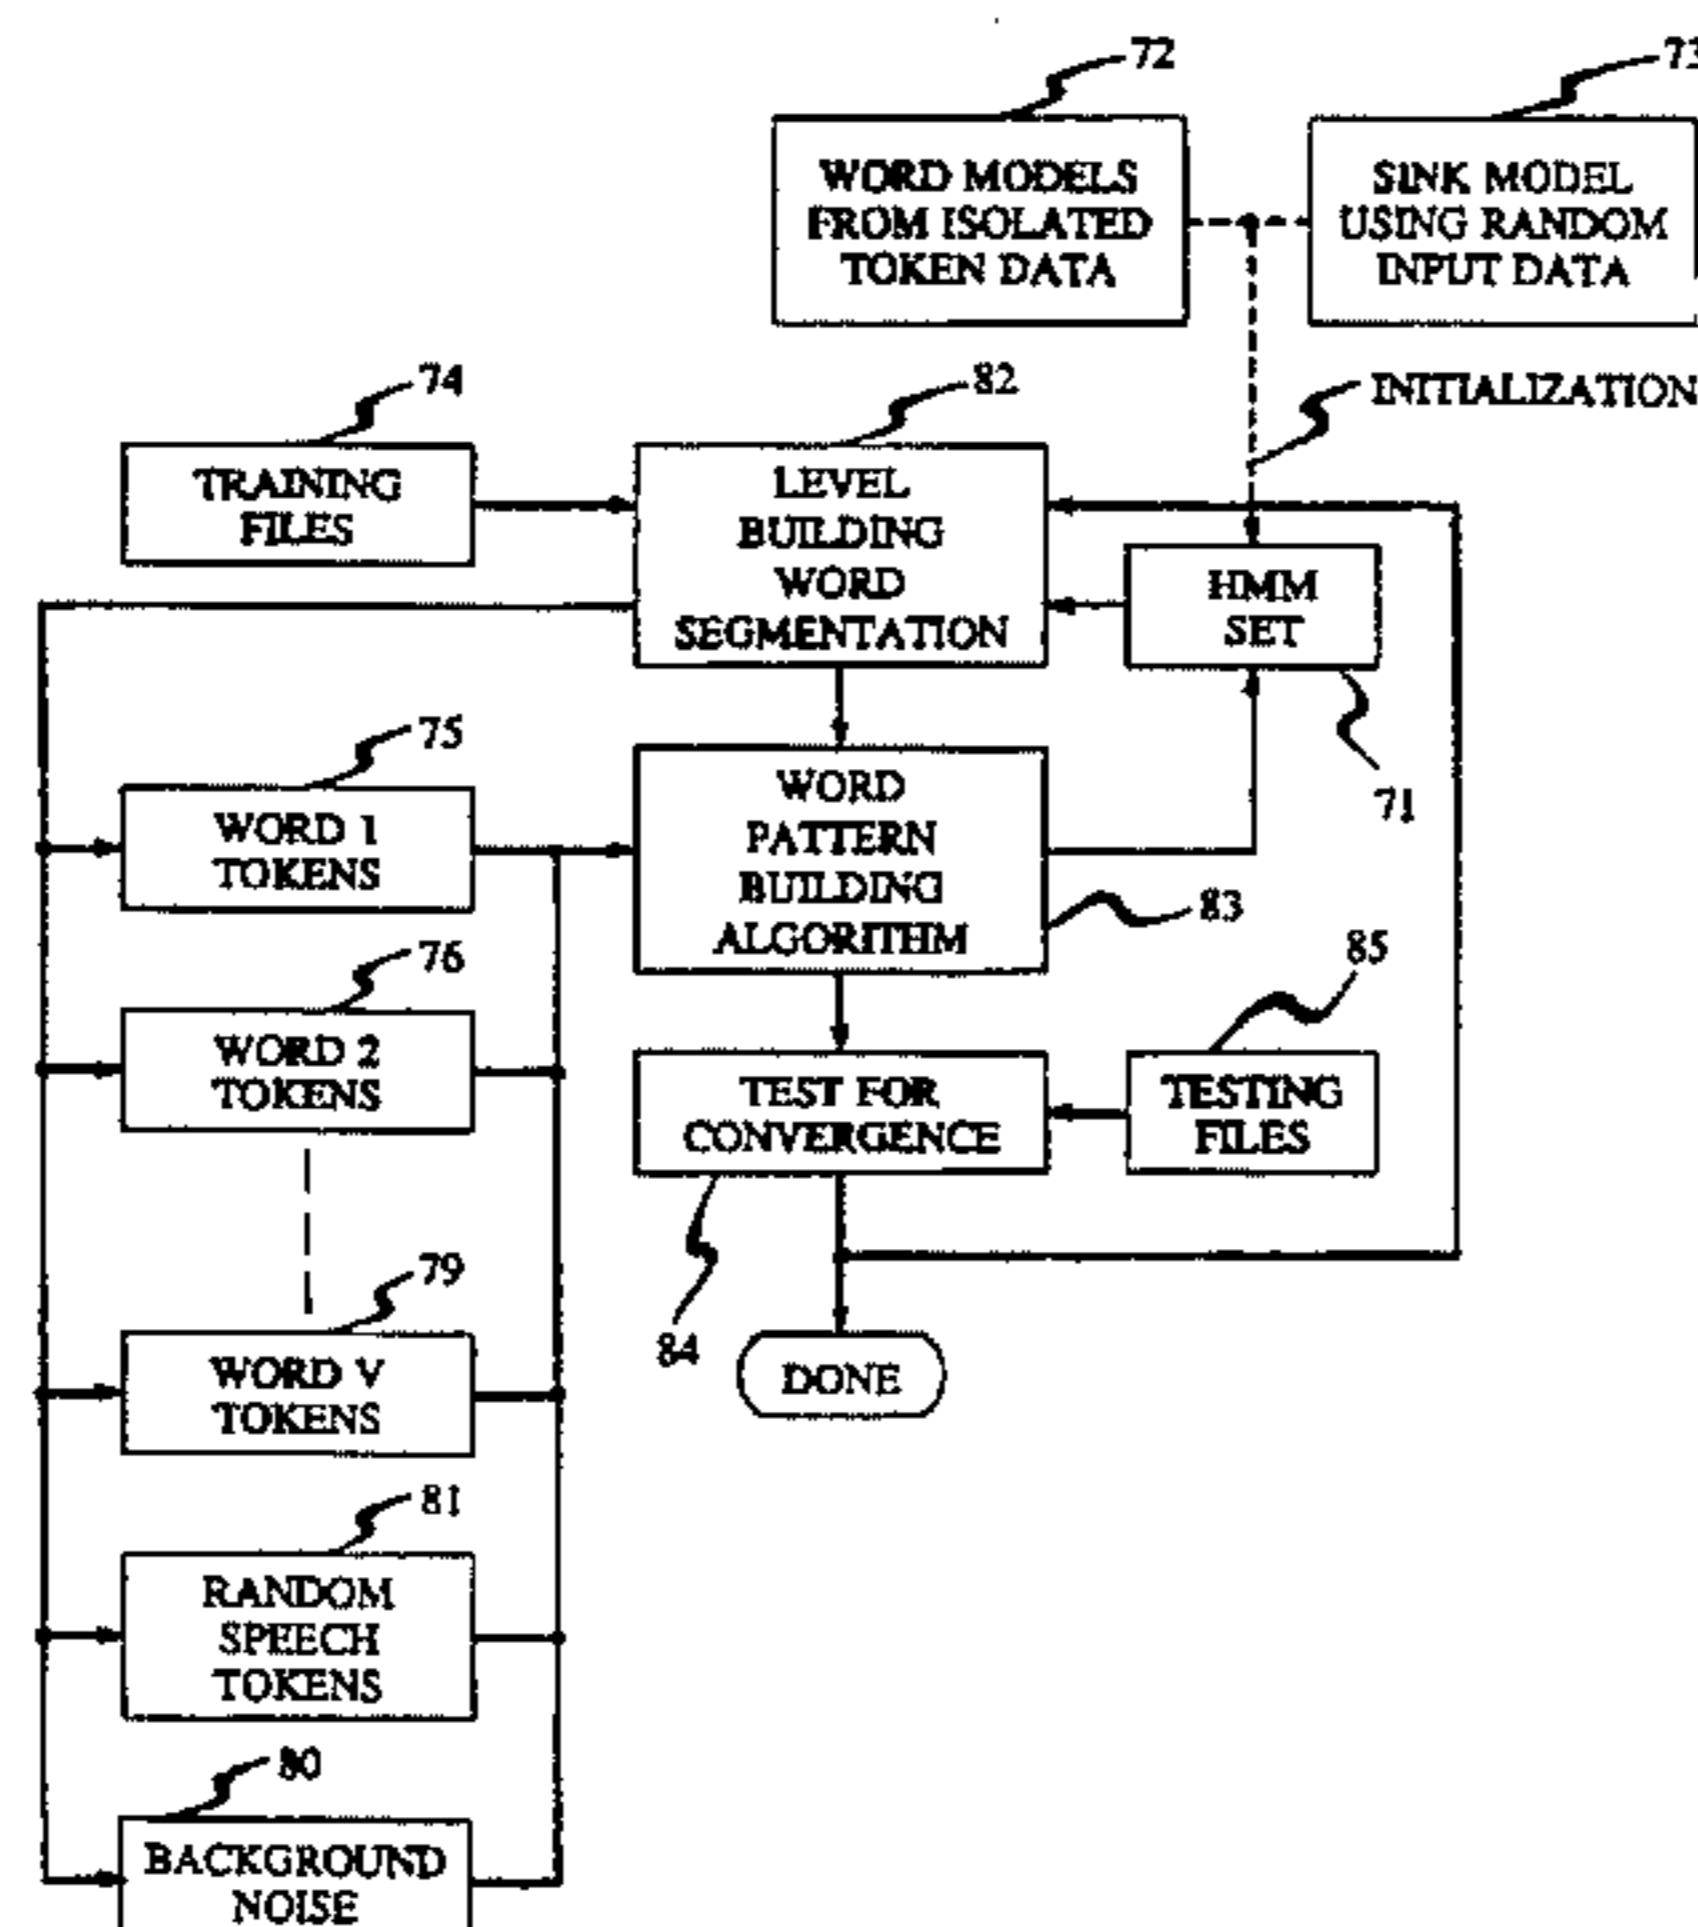 72
73
WORD MODELS
FROM ISOLATED
TOKEN DATA
SINK MODEL
USING RANDOM
INPUT DATA
74
82
INITIALIZATION
TRAINING
FILES
LEVEL
BUILDING
WORD
SEGMENTATION
HMM
SET
71
75
WORD 1
TOKENS
WORD
PATTERN
BUILDING
ALGORITHM
83
85
76
WORD 2
TOKENS
TEST FOR
CONVERGENCE
TESTING
FILES
79
84
WORD V
TOKENS
DONE
81
RANDOM
SPEECH
TOKENS
80
BACKGROUND
NOISE